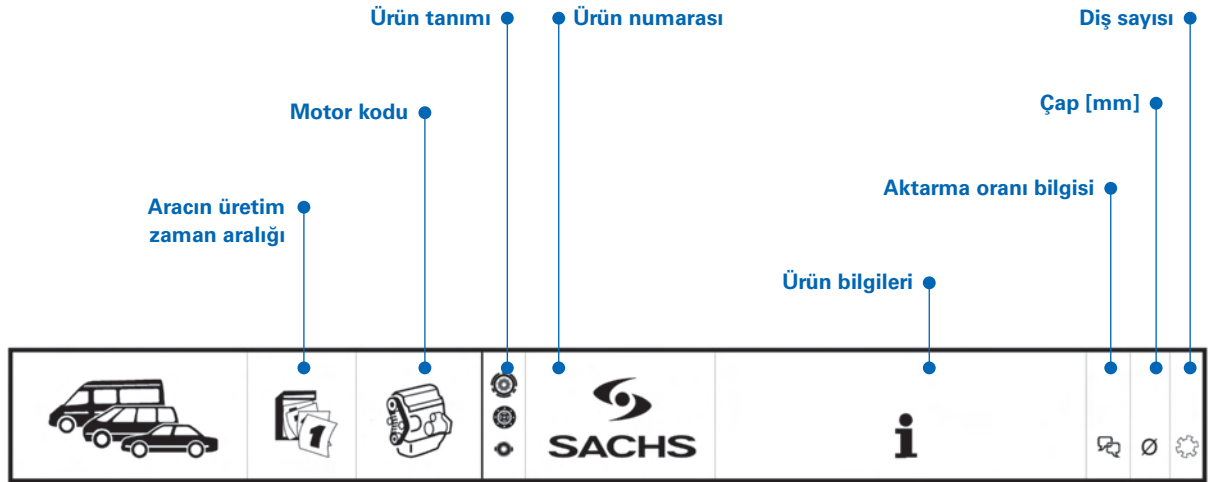 Ürün tanımı
Ürün numarası
Diş sayısı
Çap [mm]
Motor kodu
Aktarma oranı bilgisi
Aracın üretim
zaman aralığı
Ürün bilgileri
1
SACHS
i
Ø